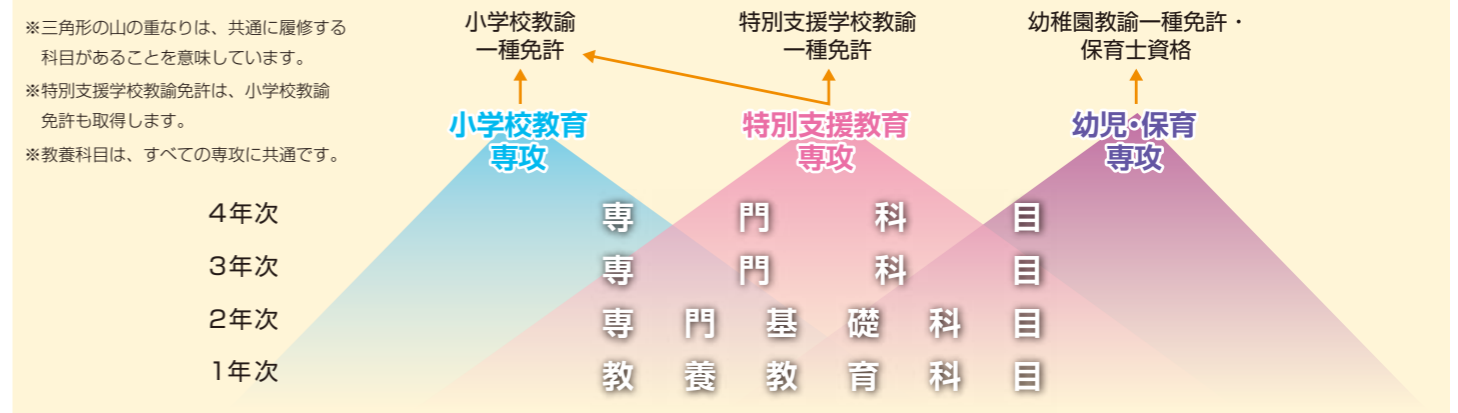 ※三角形の山の重なりは、共通に履修する
科目があることを意味しています。
※特別支援学校教諭免許は、小学校教諭
免許も取得します。
※教養科目は、すべての専攻に共通です。
小学校教諭
一種免許
特別支援学校教諭
一種免許
幼稚園教諭一種免許・
保育士資格
小学校教育
専攻
特別支援教育
専攻
幼児・保育
専攻
4年次 専門科目
3年次 専門科目
2年次 専門基礎科目
1年次 教養教育科目